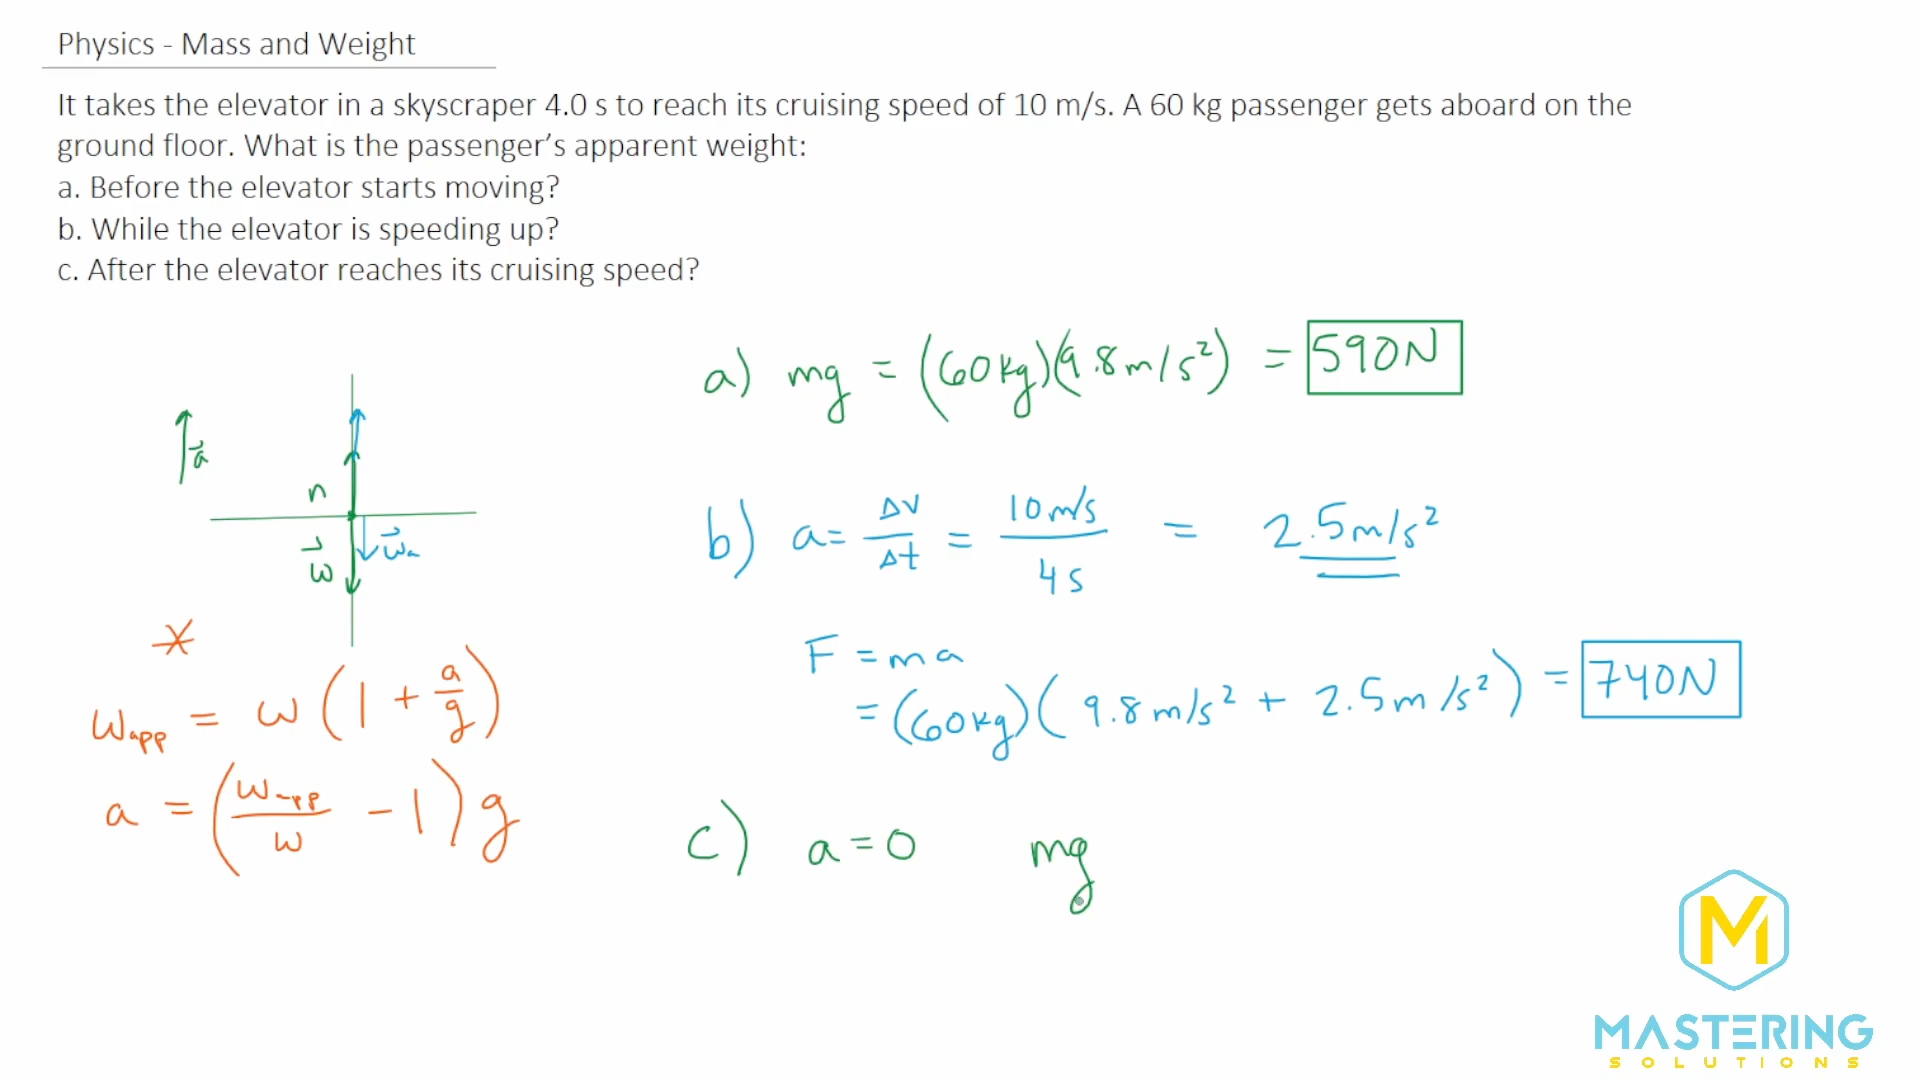 Physics - Mass and Weight
It takes the elevator in a skyscraper 4.0 s to reach its cruising speed of 10 m/s. A 60 kg passenger gets aboard on the
ground floor. What is the passenger’s apparent weight:
a. Before the elevator starts moving?
b. While the elevator is speeding up?
c. After the elevator reaches its cruising speed?
a) mg = (60kg)(9.8m/s²) = 590N
a⃗
n
w⃗
w⃗a
b) a = Δv/Δt = 10m/s / 4s = 2.5m/s²
F = ma
= (60kg)(9.8m/s² + 2.5m/s²) = 740N
*
wapp = w(1 + a/g)
a = (wapp/w - 1)g
c) a = 0 mg
M
MASTERING
SOLUTIONS